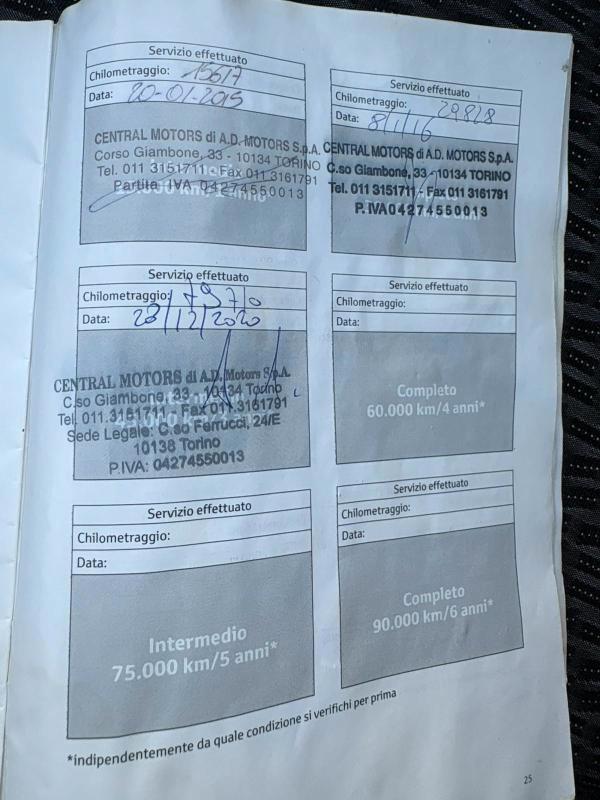 Servizio effettuato
Chilometraggio: 15617
Data: 20-01-2015
CENTRAL MOTORS di A.D. MOTORS S.p.A.
Corso Giambone, 33 - 10134 TORINO
Tel. 011 3151711 - Fax 011 3161791
Partita IVA 04274550013
Servizio effettuato
Chilometraggio: 29828
Data: 8/1/16
CENTRAL MOTORS di A.D. MOTORS S.p.A.
C.so Giambone, 33 - 10134 TORINO
Tel. 011 3151711 - Fax 011 3161791
P.IVA 04274550013
Servizio effettuato
Chilometraggio:
Data: 28/12/2020
CENTRAL MOTORS di A.D. Motors S.p.A.
C.so Giambone, 33 - 10134 Torino
Tel. 011.3151711 - Fax 011.3161791
Sede Legale: C.so Ferrucci, 24/E
10138 Torino
P.IVA: 04274550013
Servizio effettuato
Chilometraggio:
Data:
Completo
60.000 km/4 anni*
Servizio effettuato
Chilometraggio:
Data:
Intermedio
75.000 km/5 anni*
Servizio effettuato
Chilometraggio:
Data:
Completo
90.000 km/6 anni*
*indipendentemente da quale condizione si verifichi per prima
25